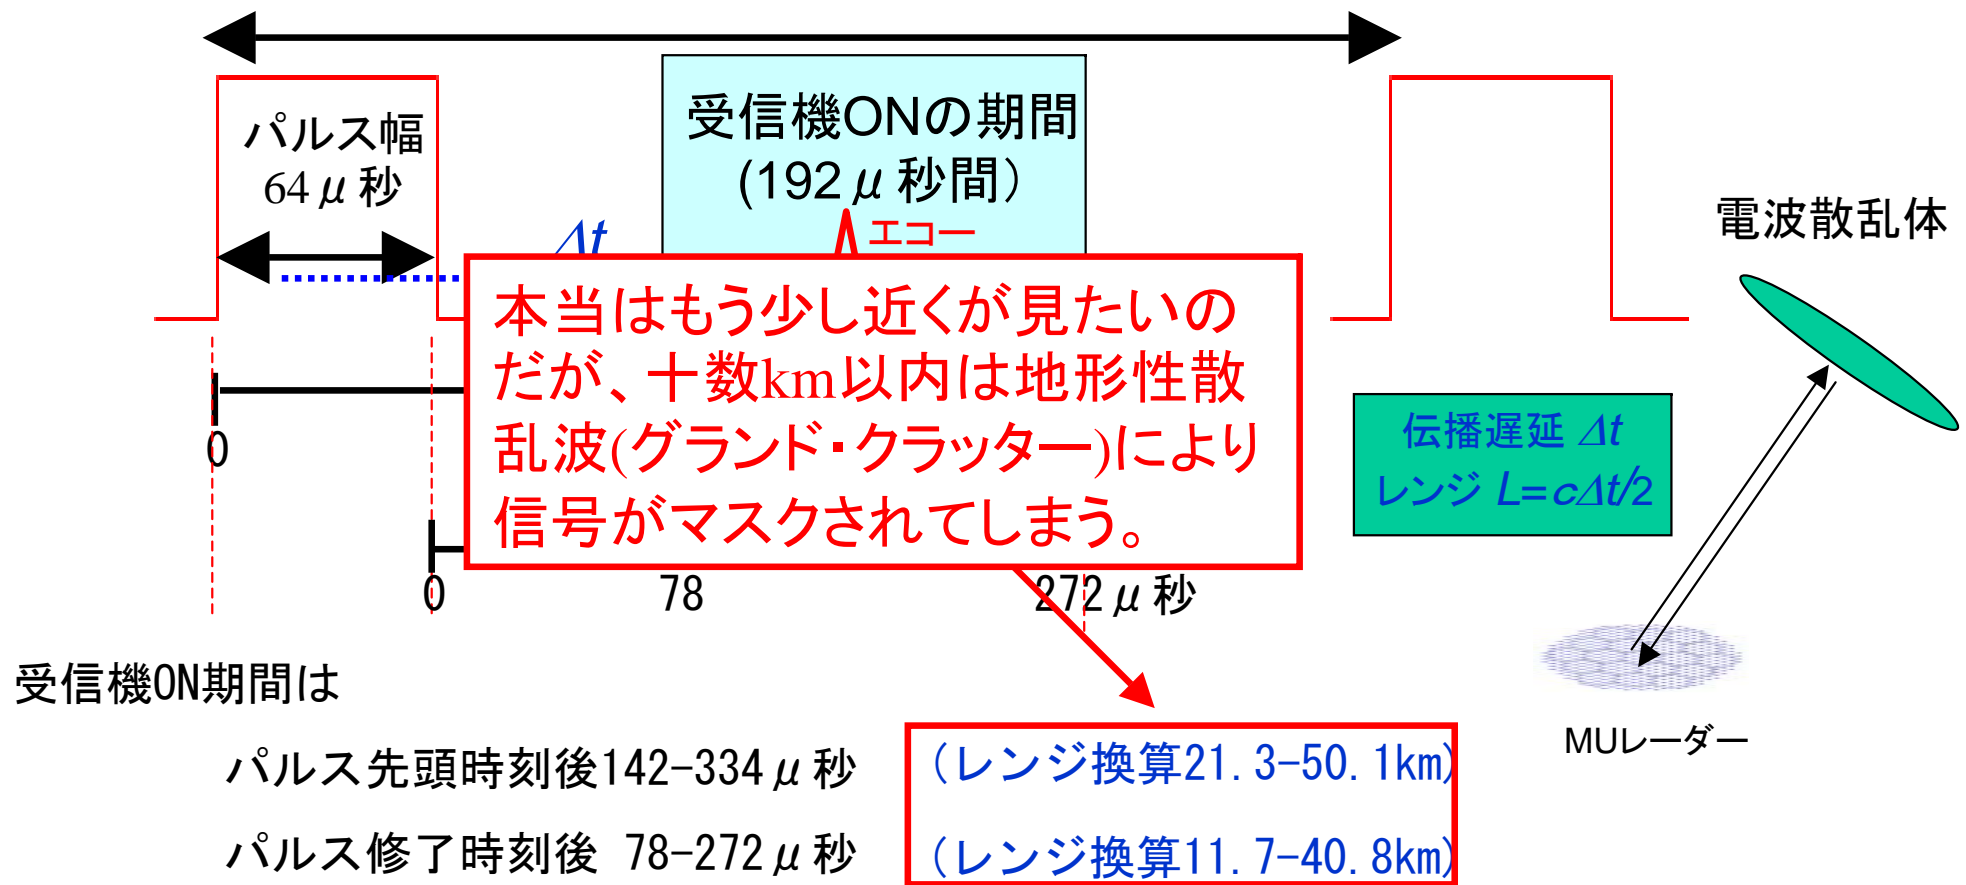 パルス幅
64μ秒
受信機ONの期間
(192μ秒間)
Δt
エコー
電波散乱体
本当はもう少し近くが見たいの
だが、十数km以内は地形性散
乱波(グランド・クラッター)により
信号がマスクされてしまう。
伝播遅延 Δt
レンジ L=cΔt/2
0
0
78
272μ秒
MUレーダー
受信機ON期間は
パルス先頭時刻後142-334μ秒
(レンジ換算21.3-50.1km)
パルス修了時刻後 78-272μ秒
(レンジ換算11.7-40.8km)